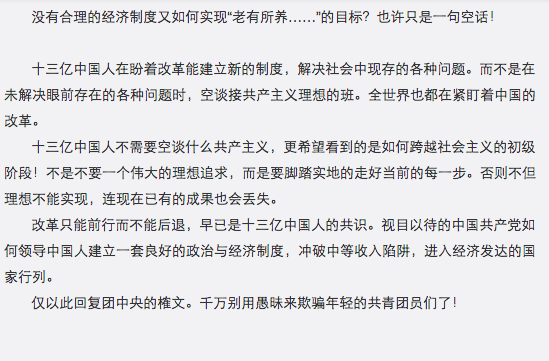 没有合理的经济制度又如何实现“老有所养……”的目标？也许只是一句空话！
十三亿中国人在盼着改革能建立新的制度，解决社会中现存的各种问题。而不是在
未解决眼前存在的各种问题时，空谈接共产主义理想的班。全世界也都在紧盯着中国的
改革。
十三亿中国人不需要空谈什么共产主义，更希望看到的是如何跨越社会主义的初级
阶段！不是不要一个伟大的理想追求，而是要脚踏实地的走好当前的每一步。否则不但
理想不能实现，连现在已有的成果也会丢失。
改革只能前行而不能后退，早已是十三亿中国人的共识。视目以待的中国共产党如
何领导中国人建立一套良好的政治与经济制度，冲破中等收入陷阱，进入经济发达的国
家行列。
仅以此回复团中央的榷文。千万别用愚昧来欺骗年轻的共青团员们了！